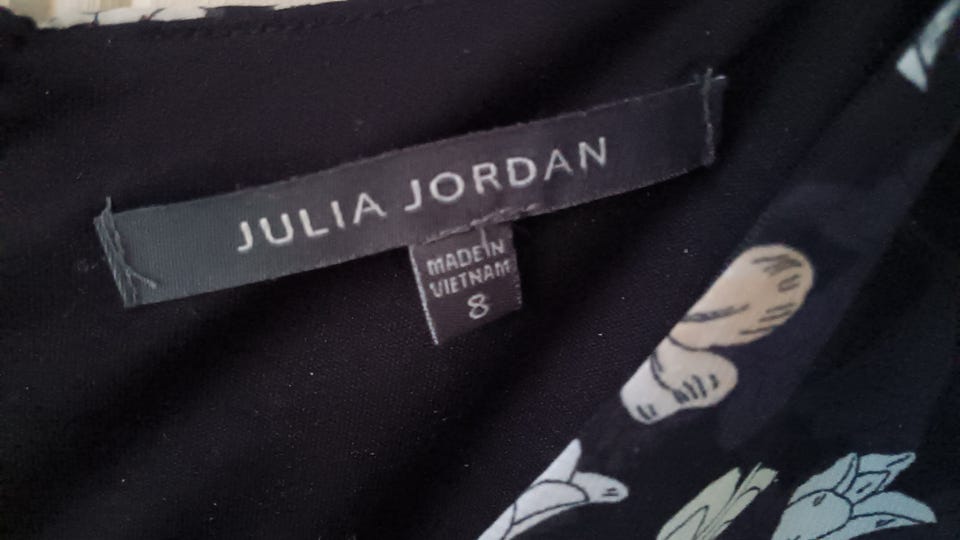 JULIA JORDAN
MADE IN
VIETNAM
8